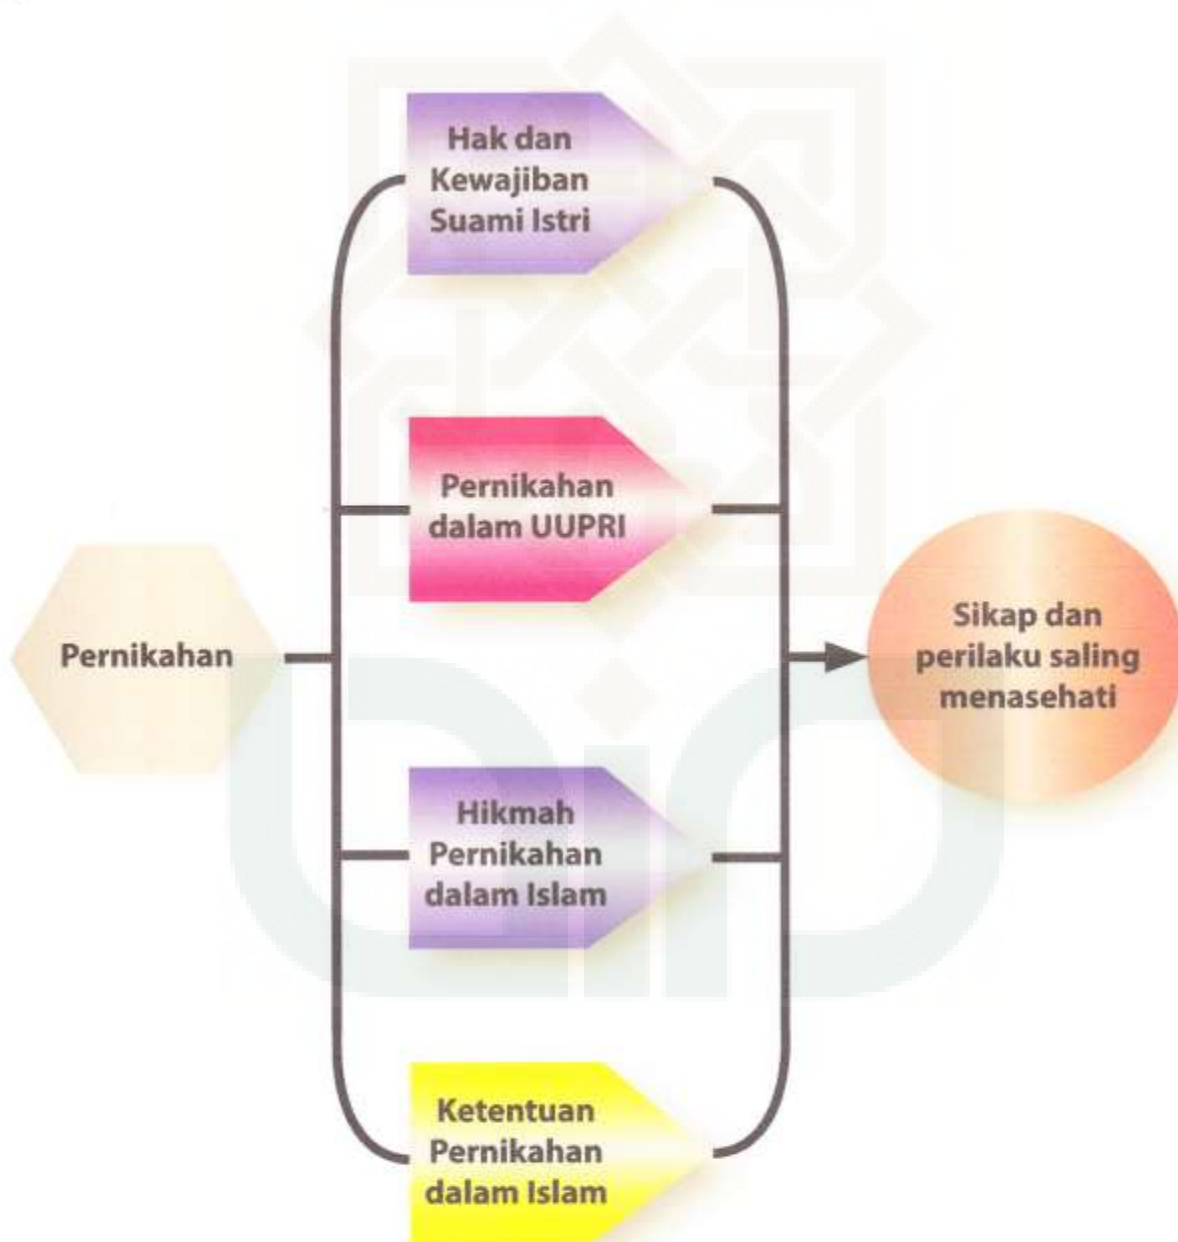 Hak dan
Kewajiban
Suami Istri
Pernikahan
dalam UUPRI
Pernikahan
Sikap dan
perilaku saling
menasehati
Hikmah
Pernikahan
dalam Islam
Ketentuan
Pernikahan
dalam Islam